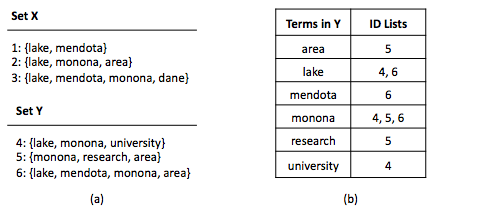 Set X
1: {lake, mendota}
2: {lake, monona, area}
3: {lake, mendota, monona, dane}
Set Y
4: {lake, monona, university}
5: {monona, research, area}
6: {lake, mendota, monona, area}
(a)
Terms in Y ID Lists
area 5
lake 4, 6
mendota 6
monona 4, 5, 6
research 5
university 4
(b)